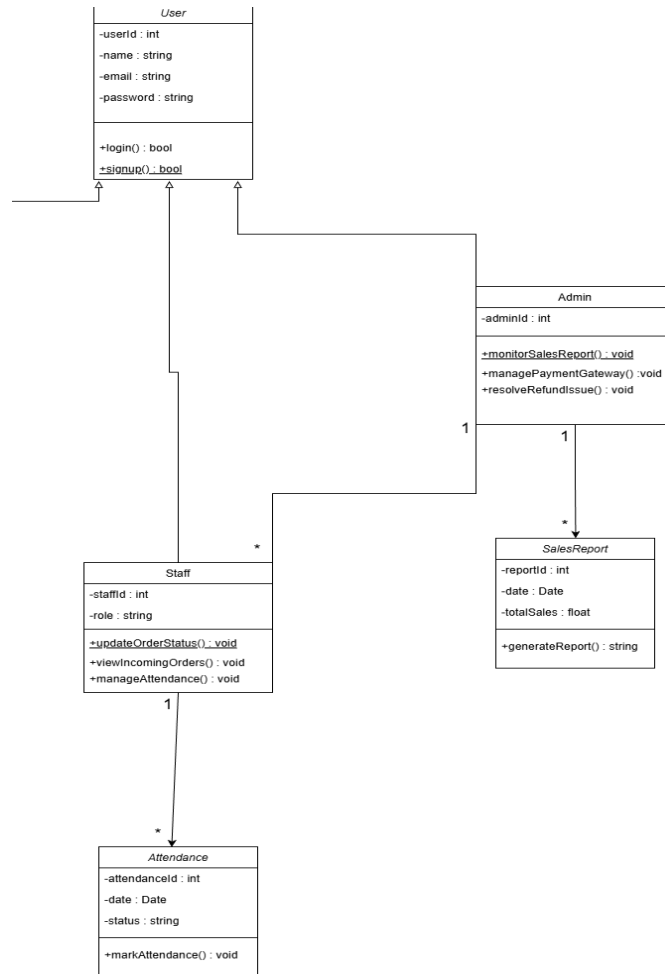 User
-userId : int
-name : string
-email : string
-password : string
+login() : bool
+signup() : bool
Admin
-adminId : int
+monitorSalesReport() : void
+managePaymentGateway() :void
+resolveRefundIssue() : void
1
1
*
*
SalesReport
-reportId : int
-date : Date
-totalSales : float
+generateReport() : string
Staff
-staffId : int
-role : string
+updateOrderStatus() : void
+viewIncomingOrders() : void
+manageAttendance() : void
1
*
Attendance
-attendanceId : int
-date : Date
-status : string
+markAttendance() : void